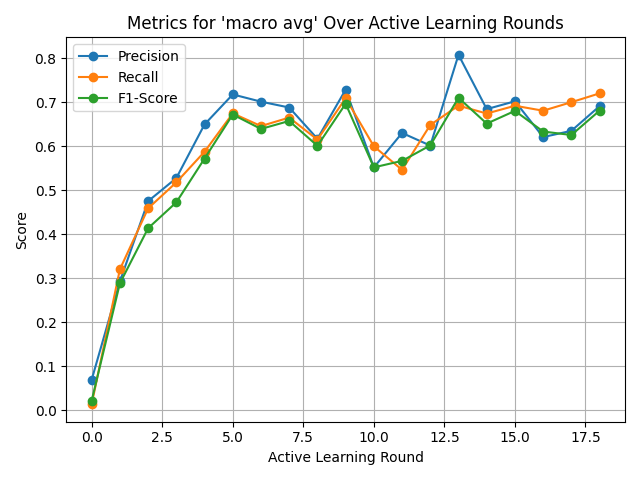 Metrics for 'macro avg' Over Active Learning Rounds
Precision
Recall
F1-Score
Score
0.8
0.7
0.6
0.5
0.4
0.3
0.2
0.1
0.0
0.0 2.5 5.0 7.5 10.0 12.5 15.0 17.5
Active Learning Round